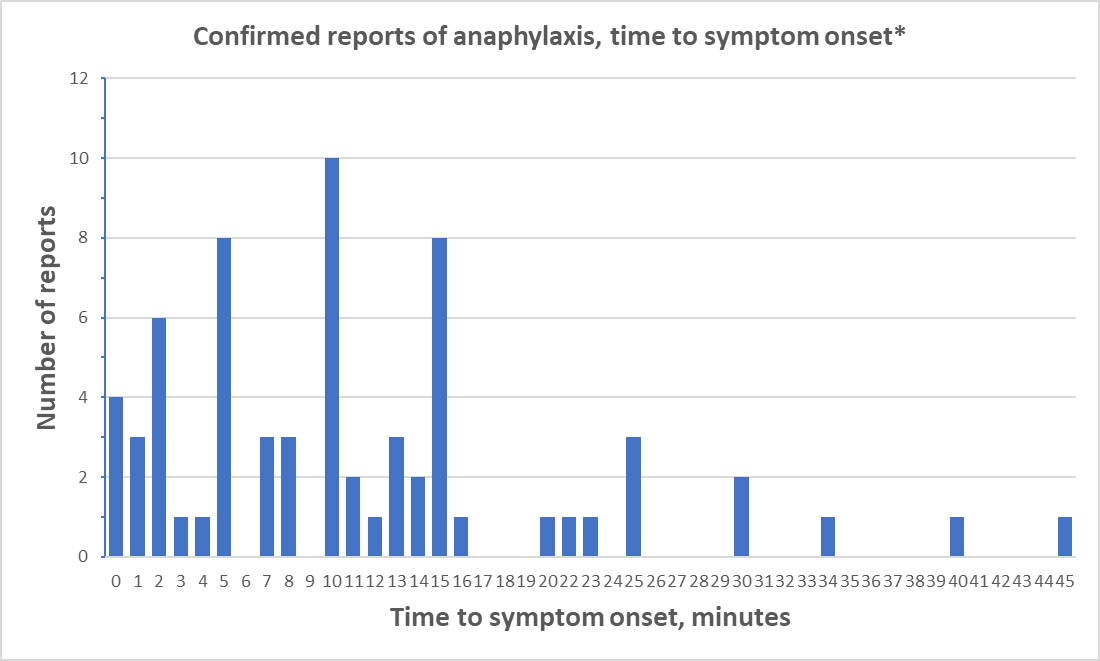 Confirmed reports of anaphylaxis, time to symptom onset*
Number of reports
12
10
8
6
4
2
0
0 1 2 3 4 5 6 7 8 9 10 11 12 13 14 15 16 17 18 19 20 22 23 24 25 26 27 28 29 30 31 32 33 34 35 36 37 38 39 40 41 42 43 44 45
Time to symptom onset, minutes